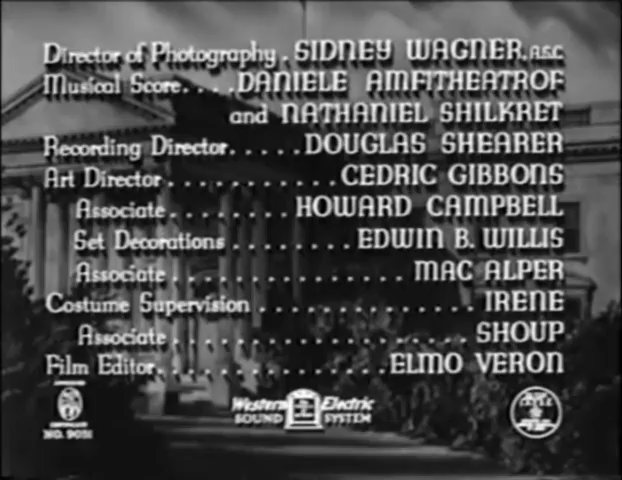 Director of Photography . SIDNEY WAGNER, A.S.C.
Musical Score. . . . DANIELE AMFITHEATROF
and NATHANIEL SHILKRET
Recording Director. . . . . DOUGLAS SHEARER
Art Director . . . . . . . . . . . . CEDRIC GIBBONS
Associate . . . . . . . . HOWARD CAMPBELL
Set Decorations . . . . . . . . EDWIN B. WILLIS
Associate . . . . . . . . . . . . . . . . MAC ALPER
Costume Supervision . . . . . . . . . . . . . . IRENE
Associate . . . . . . . . . . . . . . . . . . . SHOUP
Film Editor. . . . . . . . . . . . . . . ELMO VERON
NO. 9051
Western Electric
SOUND SYSTEM